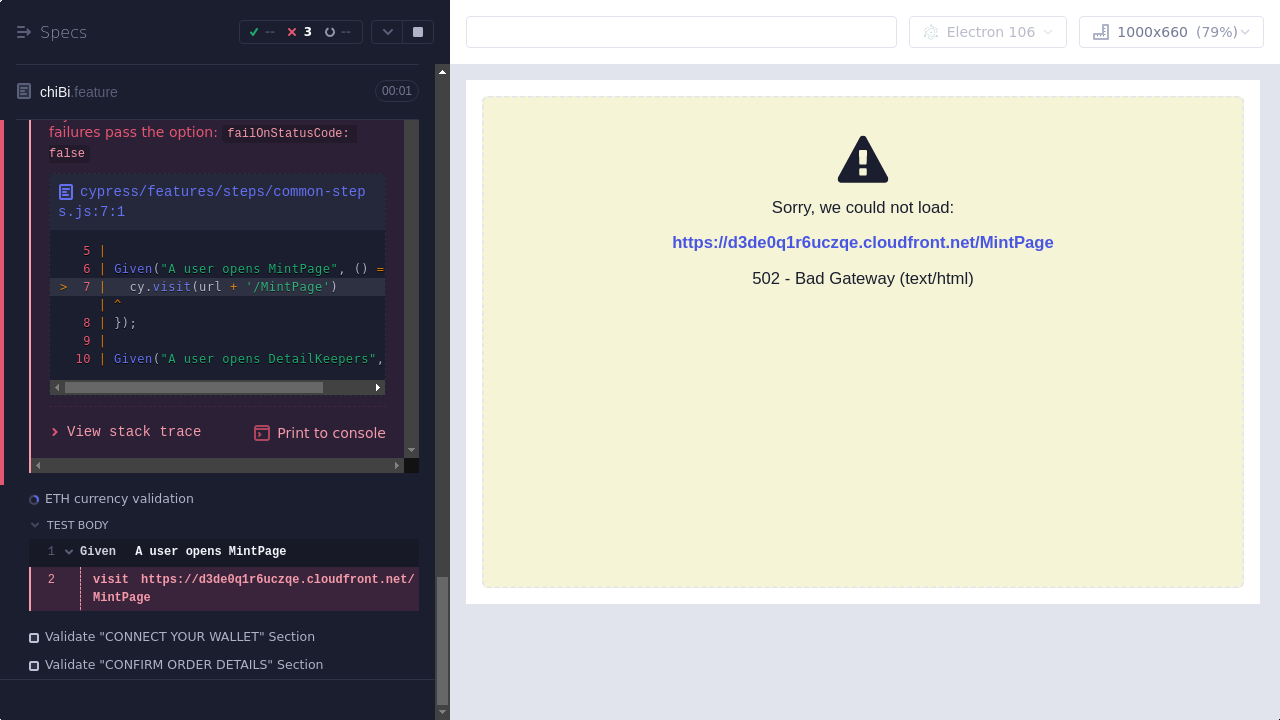 Specs
--
3
--
Electron 106
1000x660 (79%)
chiBi.feature
00:01
failures pass the option: failOnStatusCode:
false
cypress/features/steps/common-step
s.js:7:1
5 |
6 | Given("A user opens MintPage", () =
> 7 |   cy.visit(url + '/MintPage')
| ^
8 | });
9 |
10 | Given("A user opens DetailKeepers",
View stack trace
Print to console
ETH currency validation
TEST BODY
1 Given A user opens MintPage
2 visit https://d3de0q1r6uczqe.cloudfront.net/
MintPage
Validate "CONNECT YOUR WALLET" Section
Validate "CONFIRM ORDER DETAILS" Section
Sorry, we could not load:
https://d3de0q1r6uczqe.cloudfront.net/MintPage
502 - Bad Gateway (text/html)